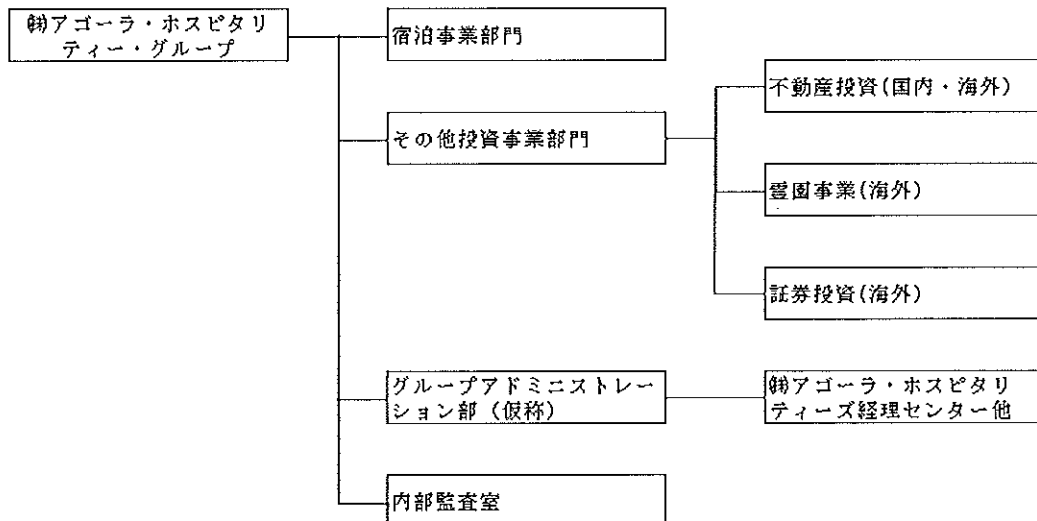 ㈱アゴーラ・ホスピタリ
ティー・グループ
宿泊事業部門
その他投資事業部門
不動産投資(国内・海外)
霊園事業(海外)
証券投資(海外)
グループアドミニストレー
ション部(仮称)
㈱アゴーラ・ホスピタリ
ティーズ経理センター他
内部監査室